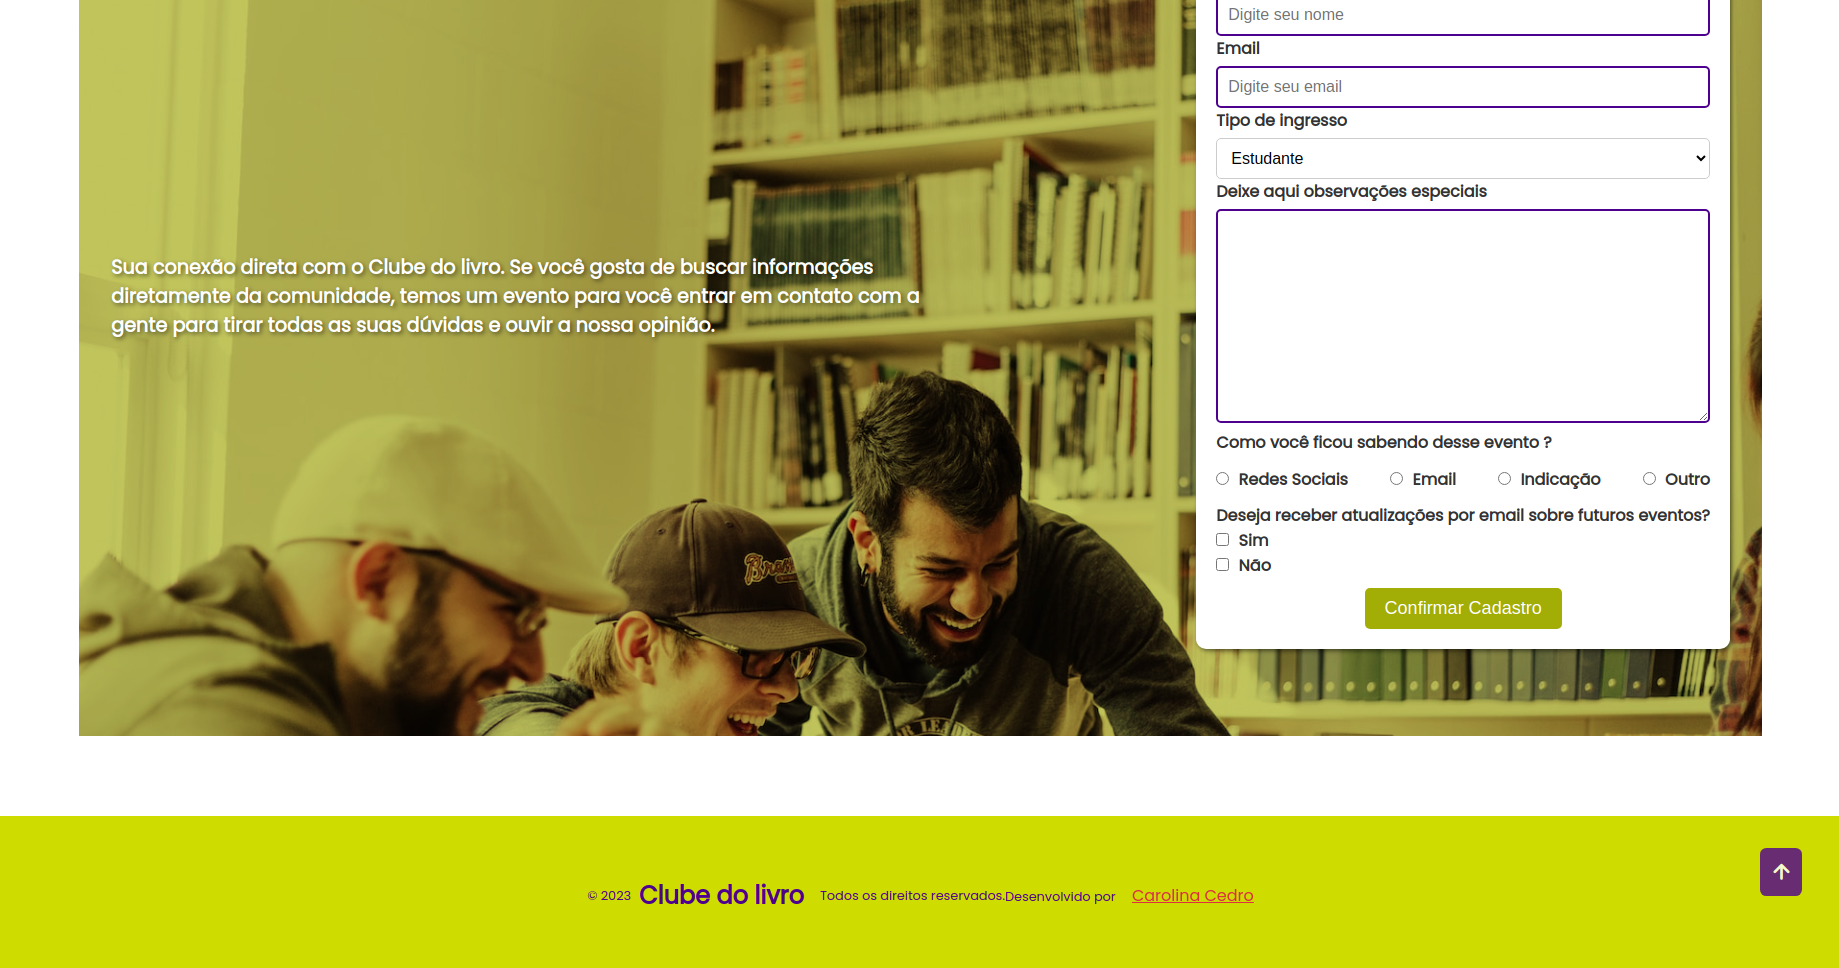 Digite seu nome
Email
Digite seu email
Tipo de ingresso
Estudante
Deixe aqui observações especiais
Sua conexão direta com o Clube do livro. Se você gosta de buscar informações
diretamente da comunidade, temos um evento para você entrar em contato com a
gente para tirar todas as suas dúvidas e ouvir a nossa opinião.
Como você ficou sabendo desse evento ?
Redes Sociais Email Indicação Outro
Deseja receber atualizações por email sobre futuros eventos?
Sim
Não
Confirmar Cadastro
© 2023 Clube do livro Todos os direitos reservados.Desenvolvido por Carolina Cedro